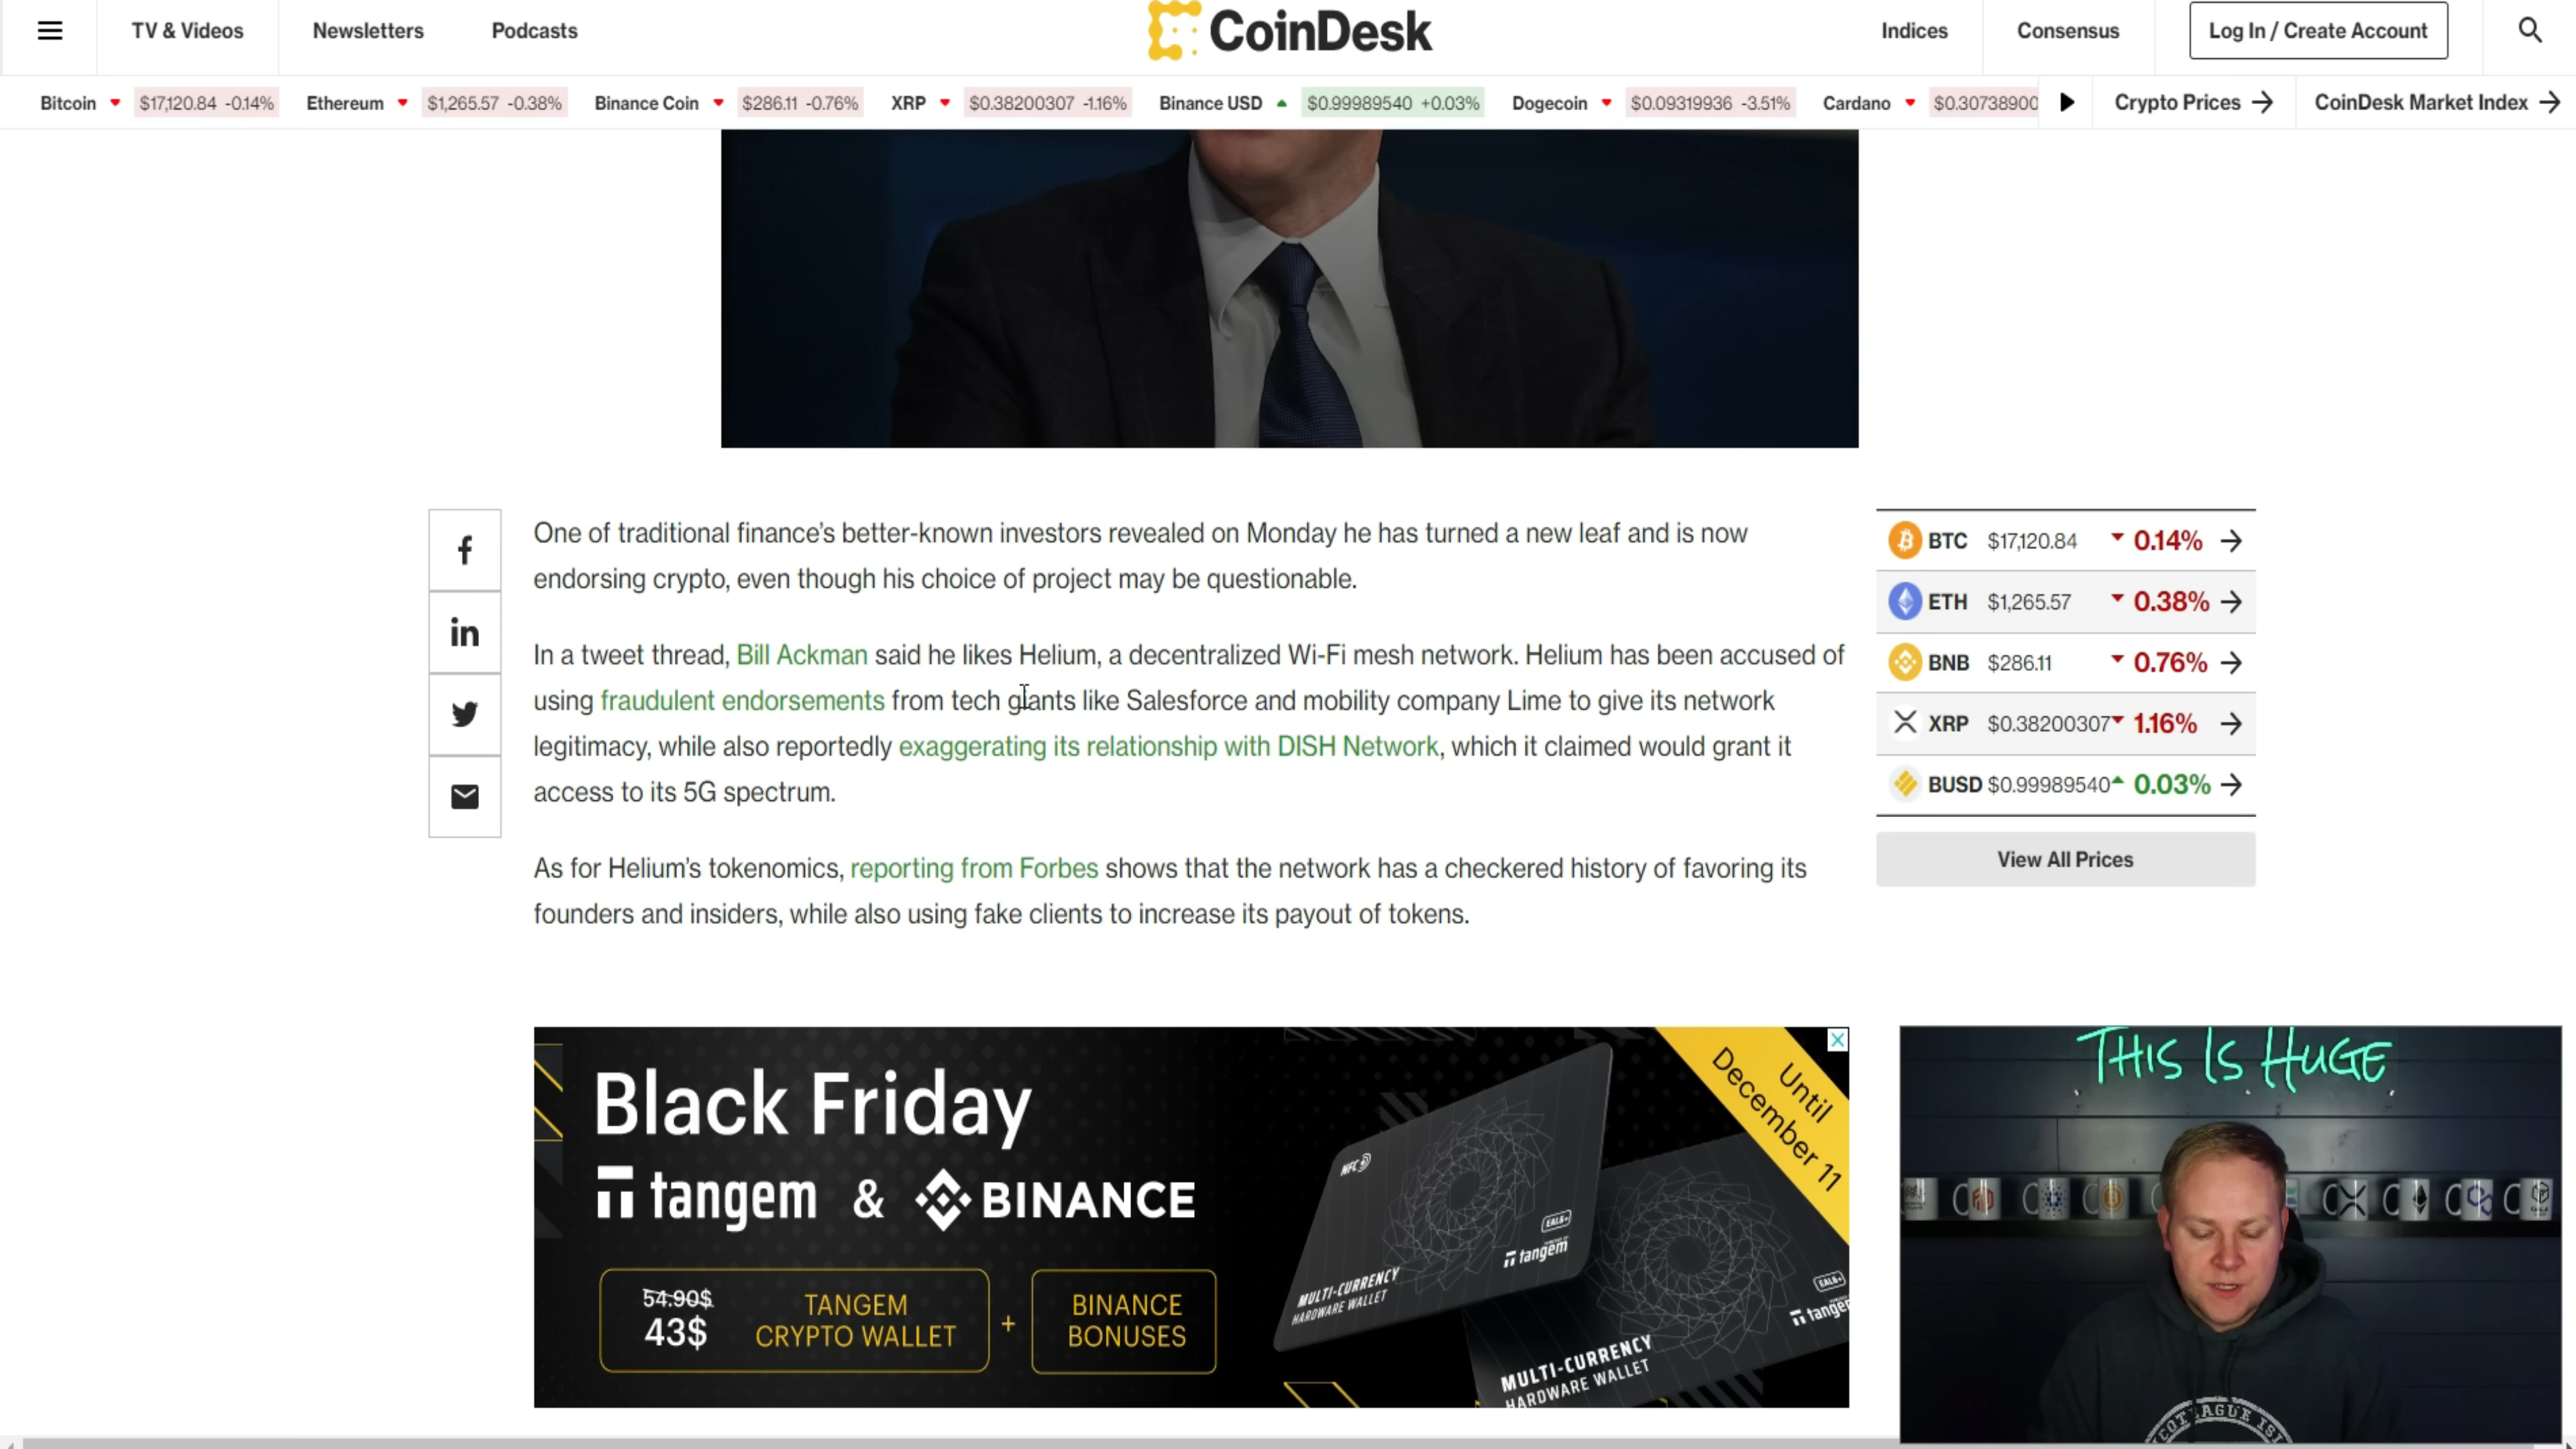 TV & Videos
Newsletters
Podcasts
CoinDesk
Indices
Consensus
Log In / Create Account
Bitcoin $17,120.84 -0.14% Ethereum $1,265.57 -0.38% Binance Coin $286.11 -0.76% XRP $0.38200307 -1.16% Binance USD $0.99989540 +0.03% Dogecoin $0.09319936 -3.51% Cardano $0.30738900
Crypto Prices →
CoinDesk Market Index →
One of traditional finance’s better-known investors revealed on Monday he has turned a new leaf and is now
endorsing crypto, even though his choice of project may be questionable.
In a tweet thread, Bill Ackman said he likes Helium, a decentralized Wi-Fi mesh network. Helium has been accused of
using fraudulent endorsements from tech giants like Salesforce and mobility company Lime to give its network
legitimacy, while also reportedly exaggerating its relationship with DISH Network, which it claimed would grant it
access to its 5G spectrum.
As for Helium’s tokenomics, reporting from Forbes shows that the network has a checkered history of favoring its
founders and insiders, while also using fake clients to increase its payout of tokens.
BTC $17,120.84 0.14% →
ETH $1,265.57 0.38% →
BNB $286.11 0.76% →
XRP $0.38200307 1.16% →
BUSD $0.99989540 0.03% →
View All Prices
Black Friday
tangem & BINANCE
54.90$
43$
TANGEM
CRYPTO WALLET
+
BINANCE
BONUSES
Until
December 11
NFC
EAL6+
tangem
MULTI-CURRENCY
HARDWARE WALLET
EAL6+
tangem
MULTI-CURRENCY
HARDWARE WALLET
THIS IS HUGE